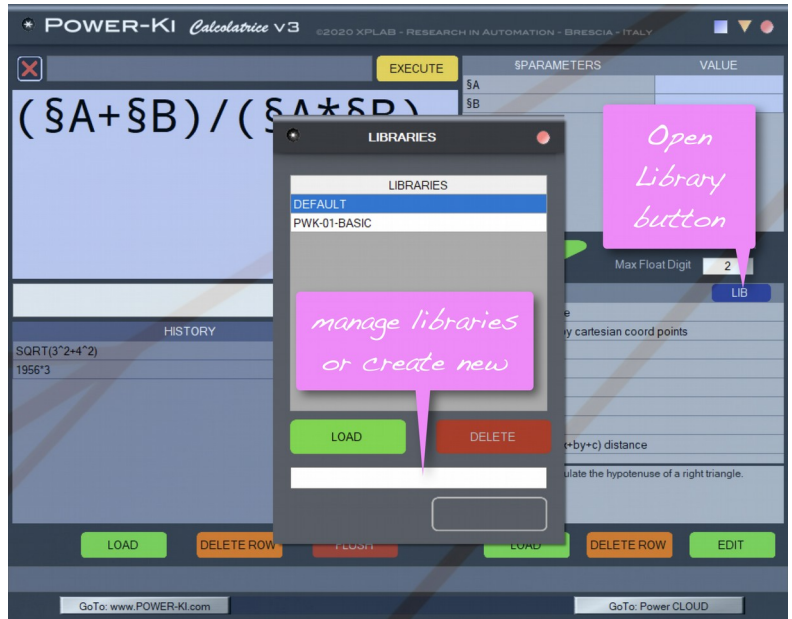 POWER-KI Calcolatrice V3 ©2020 XPLAB - RESEARCH IN AUTOMATION - BRESCIA - ITALY
EXECUTE
(§A+§B)/(§A*§B)
§PARAMETERS VALUE
§A
§B
Open
Library
button
Max Float Digit 2
LIB
LIBRARIES
LIBRARIES
DEFAULT
PWK-01-BASIC
manage libraries
or create new
LOAD DELETE
HISTORY
SQRT(3^2+4^2)
1956*3
e
y cartesian coord points
+by+c) distance
ulate the hypotenuse of a right triangle.
LOAD DELETE ROW FLUSH LOAD DELETE ROW EDIT
GoTo: www.POWER-KI.com GoTo: Power CLOUD